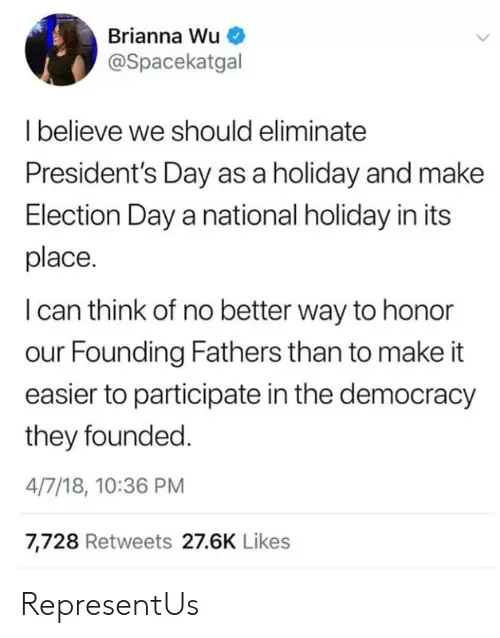 Brianna Wu
@Spacekatgal
I believe we should eliminate
President's Day as a holiday and make
Election Day a national holiday in its
place.
I can think of no better way to honor
our Founding Fathers than to make it
easier to participate in the democracy
they founded.
4/7/18, 10:36 PM
7,728 Retweets 27.6K Likes
RepresentUs